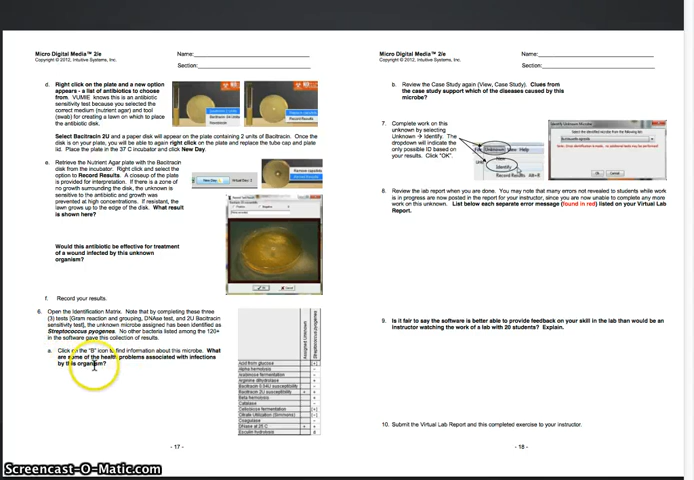 Micro Digital Media™ 2/e
Copyright © 2012, Intuitive Systems, Inc.
Name:
Section:
d. Right click on the plate and a new option
appears - a list of antibiotics to choose
from. VUMIE knows this is an antibiotic
sensitivity test because you selected the
correct medium (nutrient agar) and tool
(swab) for creating a lawn on which to place
the antibiotic disk.
Select Bacitracin 2U and a paper disk will appear on the plate containing 2 units of Bacitracin. Once the
disk is on your plate, you will be able to again right click on the plate and replace the tube cap and plate
lid. Place the plate in the 37 C incubator and click New Day.
e. Retrieve the Nutrient Agar plate with the Bacitracin
disk from the incubator. Right click and select the
option to Record Results. A closeup of the plate
is provided for interpretation. If there is a zone of
no growth surrounding the disk, the unknown is
sensitive to the antibiotic and its growth was
prevented at high concentrations. If resistant, the
lawn grows up to the edge of the disk. What result
is shown here?
Would this antibiotic be effective for treatment
of a wound infected by this unknown
organism?
f. Record your results.
6. Open the Identification Matrix. Note that by completing these three
(3) tests [Gram reaction and grouping, DNAse test, and 2U Bacitracin
sensitivity test], the unknown microbe assigned has been identified as
Streptococcus pyogenes. No other bacteria listed among the 120+
in the software gave this collection of results.
a. Click on the "B" icon to find information about this microbe. What
are some of the health problems associated with infections
by this organism?
Assigned Unknown
Streptococcus pyogenes
Acid from glucose (+)
Alpha hemolysis -
Arabinose fermentation -
Arginine dihydrolase +
Bacitracin 0.04U susceptibility
Bacitracin 2U susceptibility + +
Beta hemolysis +
Catalase -
Cellobiose fermentation (+)
Citrate Utilization (Simmons)
Coagulase -
DNase at 25 C + +
Esculin hydrolysis
- 17 -
Micro Digital Media™ 2/e
Copyright © 2012, Intuitive Systems, Inc.
Name:
Section:
b. Review the Case Study again (View, Case Study). Clues from
the case study support which of the diseases caused by this
microbe?
7. Complete work on this
unknown by selecting
Unknown → Identify. The
dropdown will indicate the
only possible ID based on
your results. Click "OK".
Unknown View Help
Identify
Record Results Alt+R
Identify Unknown Microbe
8. Review the lab report when you are done. You may note that many errors not revealed to students while work
is in progress are now posted in the report for your instructor, since you are now unable to complete any more
work on this unknown. List below each separate error message (found in red) listed on your Virtual Lab
Report.
9. Is it fair to say the software is better able to provide feedback on your skill in the lab than would be an
instructor watching the work of a lab with 20 students? Explain.
10. Submit the Virtual Lab Report and this completed exercise to your instructor.
- 18 -
Screencast-O-Matic.com